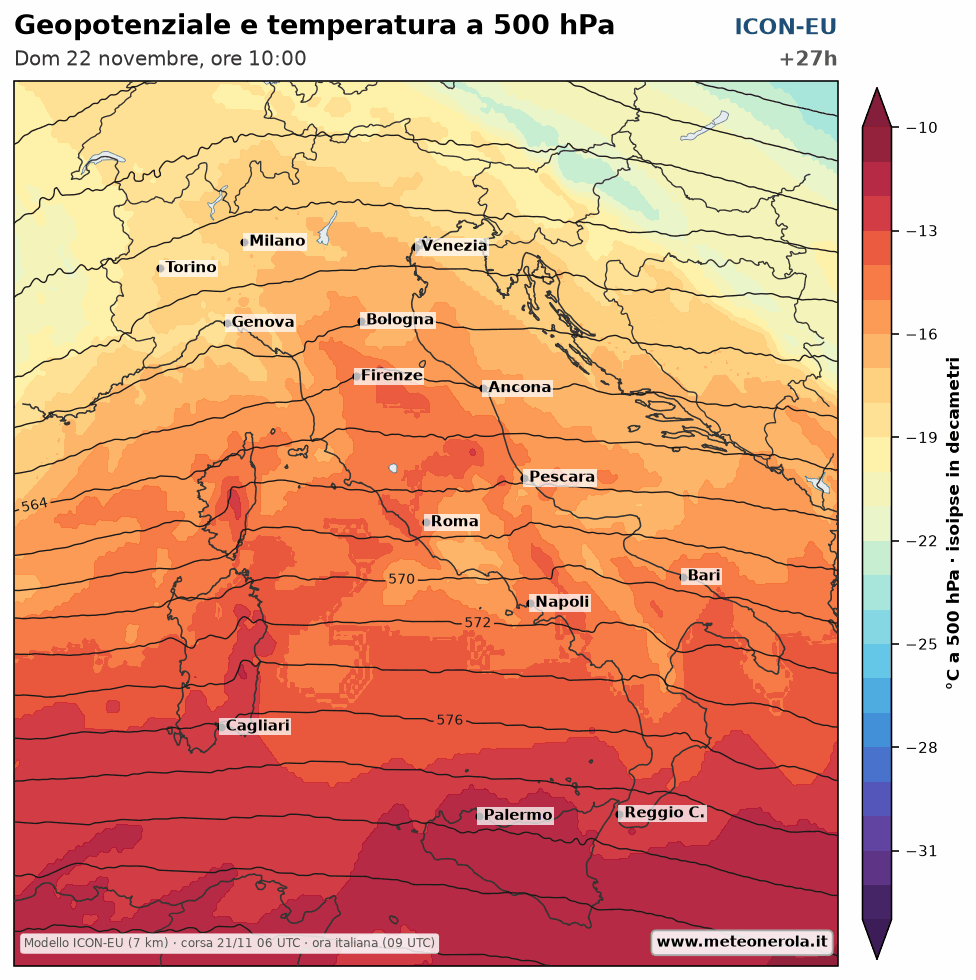 Geopotenziale e temperatura a 500 hPa
ICON-EU
Dom 22 novembre, ore 10:00
+27h
Milano
Venezia
Torino
Genova
Bologna
Firenze
Ancona
Pescara
564
Roma
570
Bari
Napoli
572
576
Cagliari
Palermo
Reggio C.
Modello ICON-EU (7 km) · corsa 21/11 06 UTC · ora italiana (09 UTC)
www.meteonerola.it
−10
−13
−16
−19
−22
−25
−28
−31
°C a 500 hPa · isoipse in decametri